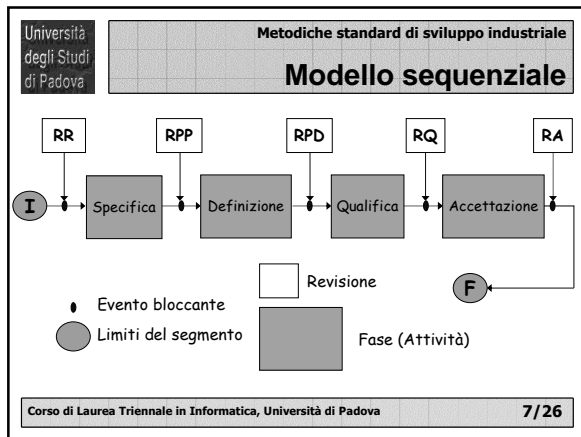 Università
degli Studi
di Padova
Metodiche standard di sviluppo industriale
Modello sequenziale
RR
RPP
RPD
RQ
RA
I
Specifica
Definizione
Qualifica
Accettazione
F
Revisione
Evento bloccante
Limiti del segmento
Fase (Attività)
Corso di Laurea Triennale in Informatica, Università di Padova
7/26